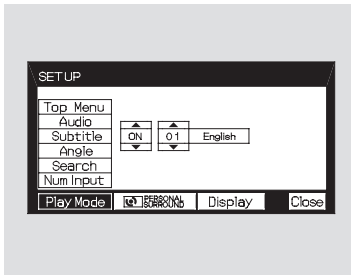 SETUP
Top Menu
Audio
Subtitle ON 01 English
Angle
Search
Num Input
Play Mode PERSONAL SURROUND Display Close